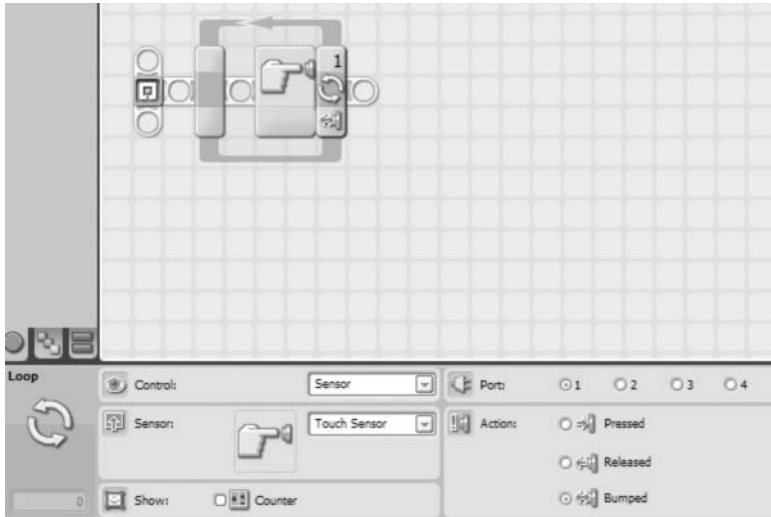 1
Loop
Control:
Sensor
Port:
1
2
3
4
Sensor:
Touch Sensor
Action:
Pressed
Released
0
Show:
Counter
Bumped